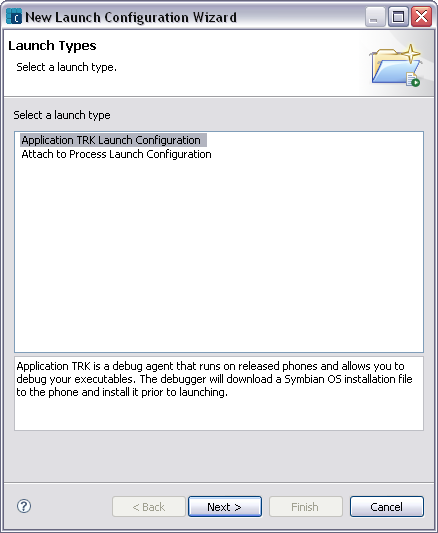 New Launch Configuration Wizard
Launch Types
Select a launch type.
Select a launch type
Application TRK Launch Configuration
Attach to Process Launch Configuration
Application TRK is a debug agent that runs on released phones and allows you to
debug your executables. The debugger will download a Symbian OS installation file
to the phone and install it prior to launching.
? < Back Next > Finish Cancel